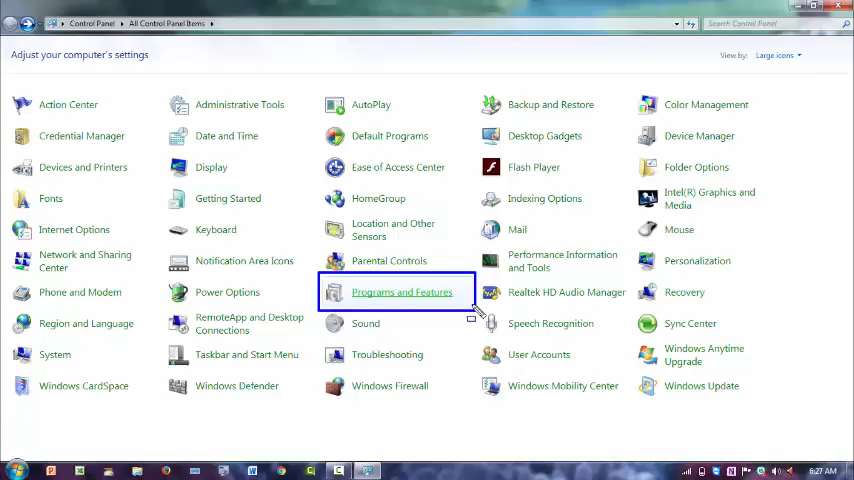 Control Panel ▸ All Control Panel Items ▸
Search Control Panel
Adjust your computer's settings
View by: Large icons
Action Center
Administrative Tools
AutoPlay
Backup and Restore
Color Management
Credential Manager
Date and Time
Default Programs
Desktop Gadgets
Device Manager
Devices and Printers
Display
Ease of Access Center
Flash Player
Folder Options
Fonts
Getting Started
HomeGroup
Indexing Options
Intel(R) Graphics and
Media
Internet Options
Keyboard
Location and Other
Sensors
Mail
Mouse
Network and Sharing
Center
Notification Area Icons
Parental Controls
Performance Information
and Tools
Personalization
Phone and Modem
Power Options
Programs and Features
Realtek HD Audio Manager
Recovery
Region and Language
RemoteApp and Desktop
Connections
Sound
Speech Recognition
Sync Center
System
Taskbar and Start Menu
Troubleshooting
User Accounts
Windows Anytime
Upgrade
Windows CardSpace
Windows Defender
Windows Firewall
Windows Mobility Center
Windows Update
6:27 AM